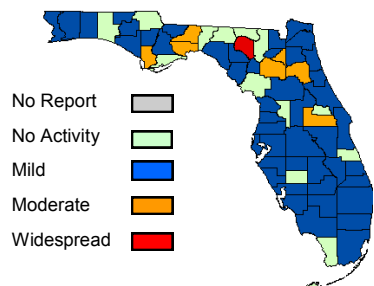 No Report
No Activity
Mild
Moderate
Widespread